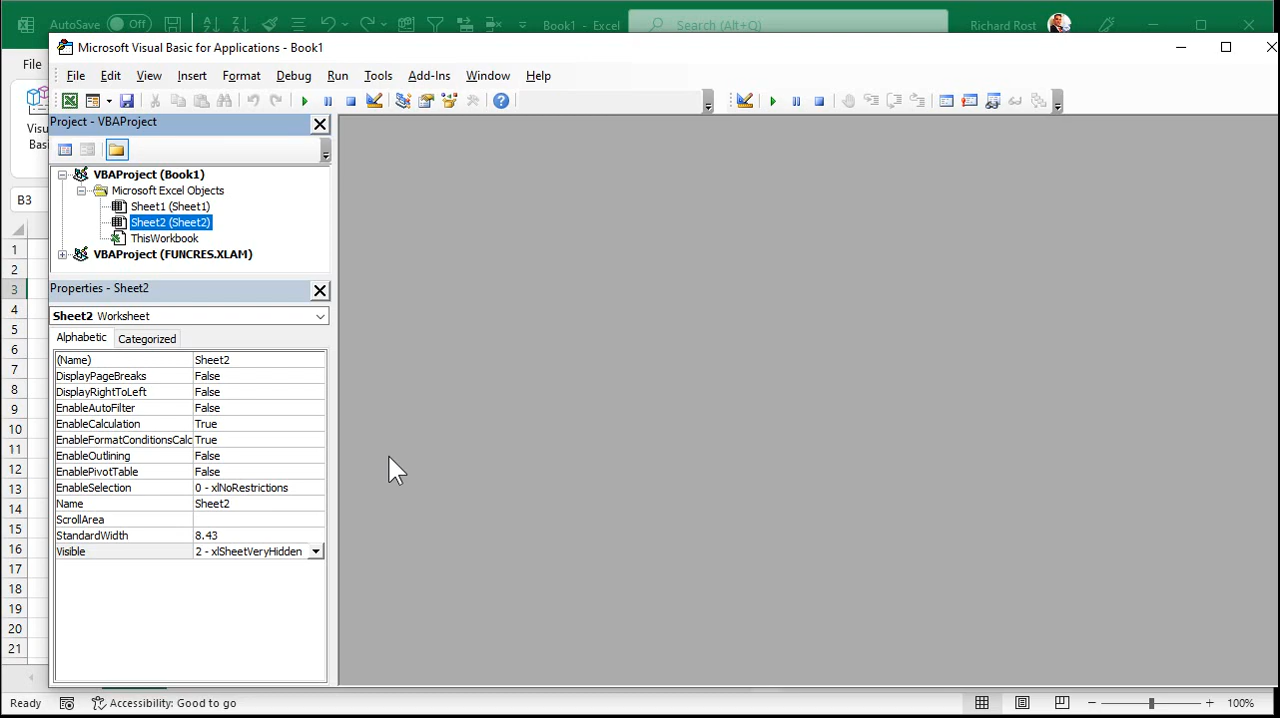 AutoSave Off Book1 - Excel Search (Alt+Q) Richard Rost
Microsoft Visual Basic for Applications - Book1
File
File Edit View Insert Format Debug Run Tools Add-Ins Window Help
Visu
Bas
Project - VBAProject
B3
VBAProject (Book1)
Microsoft Excel Objects
Sheet1 (Sheet1)
Sheet2 (Sheet2)
ThisWorkbook
VBAProject (FUNCRES.XLAM)
1
2
3
4
5
6
7
8
9
10
11
12
13
14
15
16
17
18
19
20
21
Properties - Sheet2
Sheet2 Worksheet
Alphabetic Categorized
(Name) Sheet2
DisplayPageBreaks False
DisplayRightToLeft False
EnableAutoFilter False
EnableCalculation True
EnableFormatConditionsCalc True
EnableOutlining False
EnablePivotTable False
EnableSelection 0 - xlNoRestrictions
Name Sheet2
ScrollArea
StandardWidth 8.43
Visible 2 - xlSheetVeryHidden
Ready Accessibility: Good to go 100%